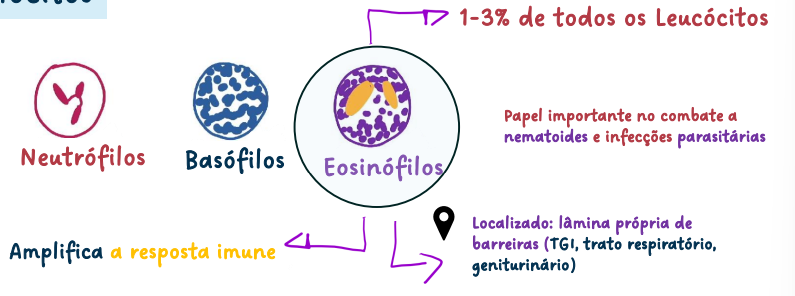 1-3% de todos os Leucócitos
Neutrófilos
Basófilos
Eosinófilos
Papel importante no combate a
nematoides e infecções parasitárias
Amplifica a resposta imune
Localizado: lâmina própria de
barreiras (TGI, trato respiratório,
geniturinário)